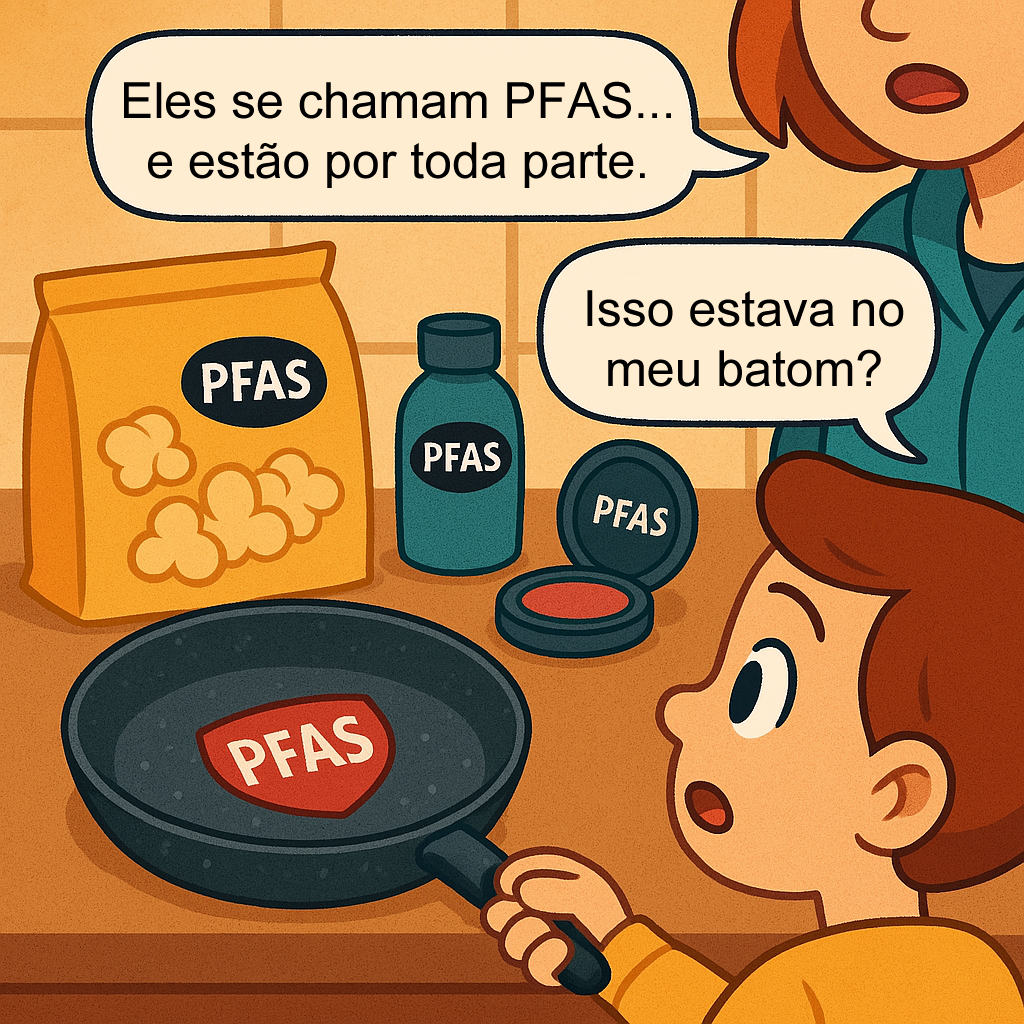 Eles se chamam PFAS...
e estão por toda parte.
Isso estava no
meu batom?
PFAS
PFAS
PFAS
PFAS